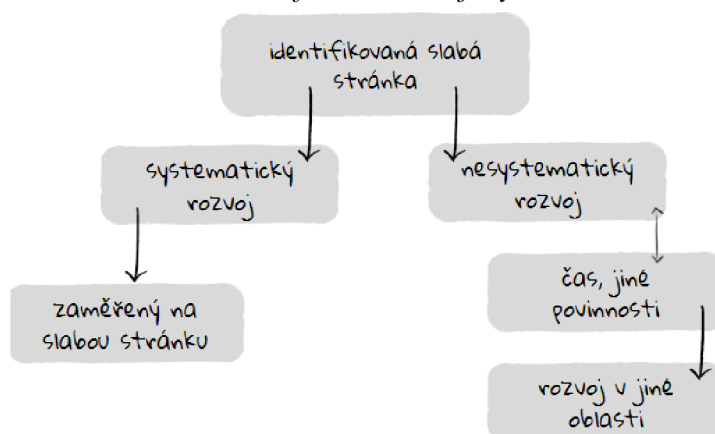 identifikovaná slabá
stránka
systematický
rozvoj
nesystematický
rozvoj
zaměřený na
slabou stránku
čas, jiné
povinnosti
rozvoj v jiné
oblasti